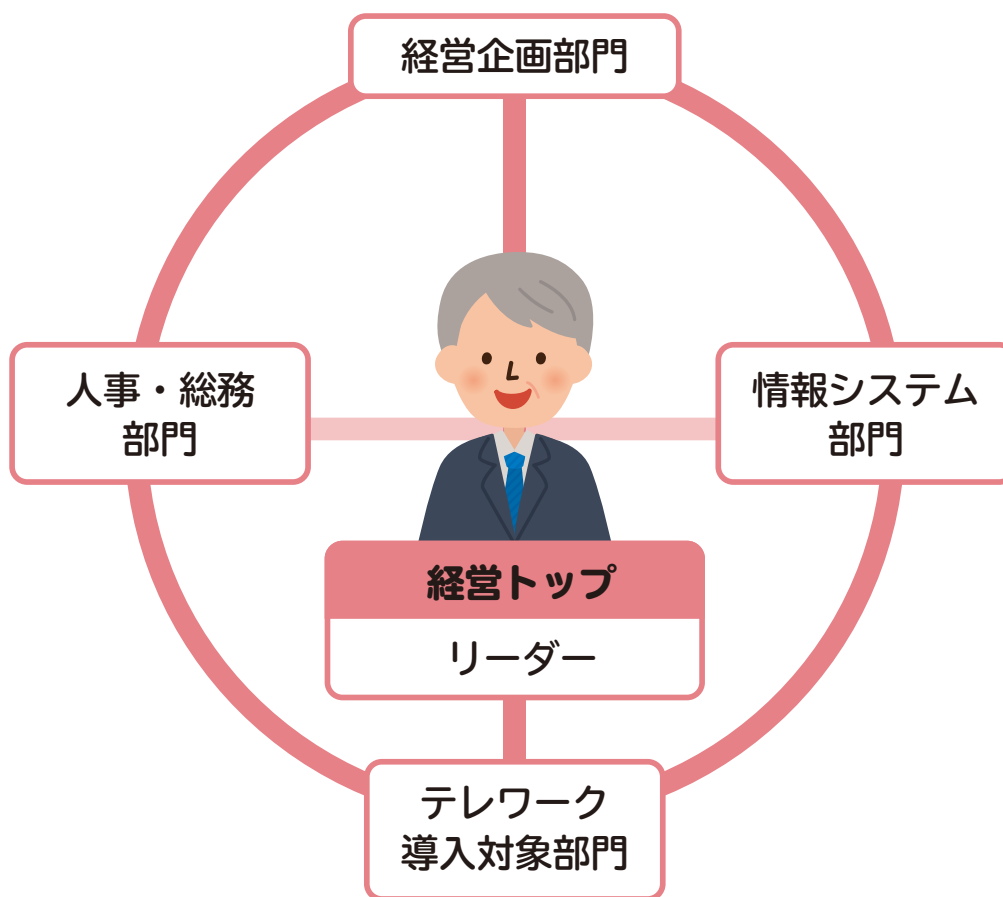 経営企画部門
人事・総務
部門
情報システム
部門
経営トップ
リーダー
テレワーク
導入対象部門